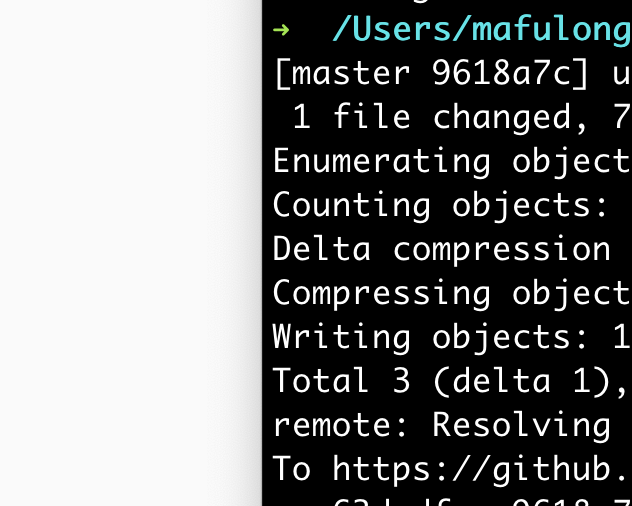 → /Users/mafulong
[master 9618a7c] u
1 file changed, 7
Enumerating object
Counting objects:
Delta compression
Compressing object
Writing objects: 1
Total 3 (delta 1),
remote: Resolving
To https://github.